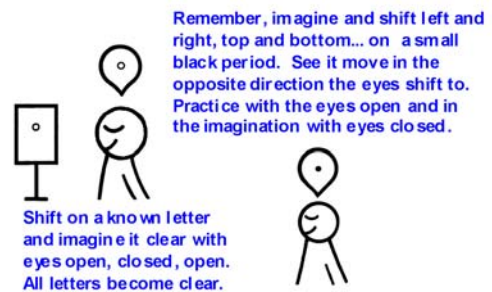 Remember, imagine and shift left and
right, top and bottom... on a small
black period. See it move in the
opposite direction the eyes shift to.
Practice with the eyes open and in
the imagination with eyes closed.
Shift on a known letter
and imagine it clear with
eyes open, closed, open.
All letters become clear.